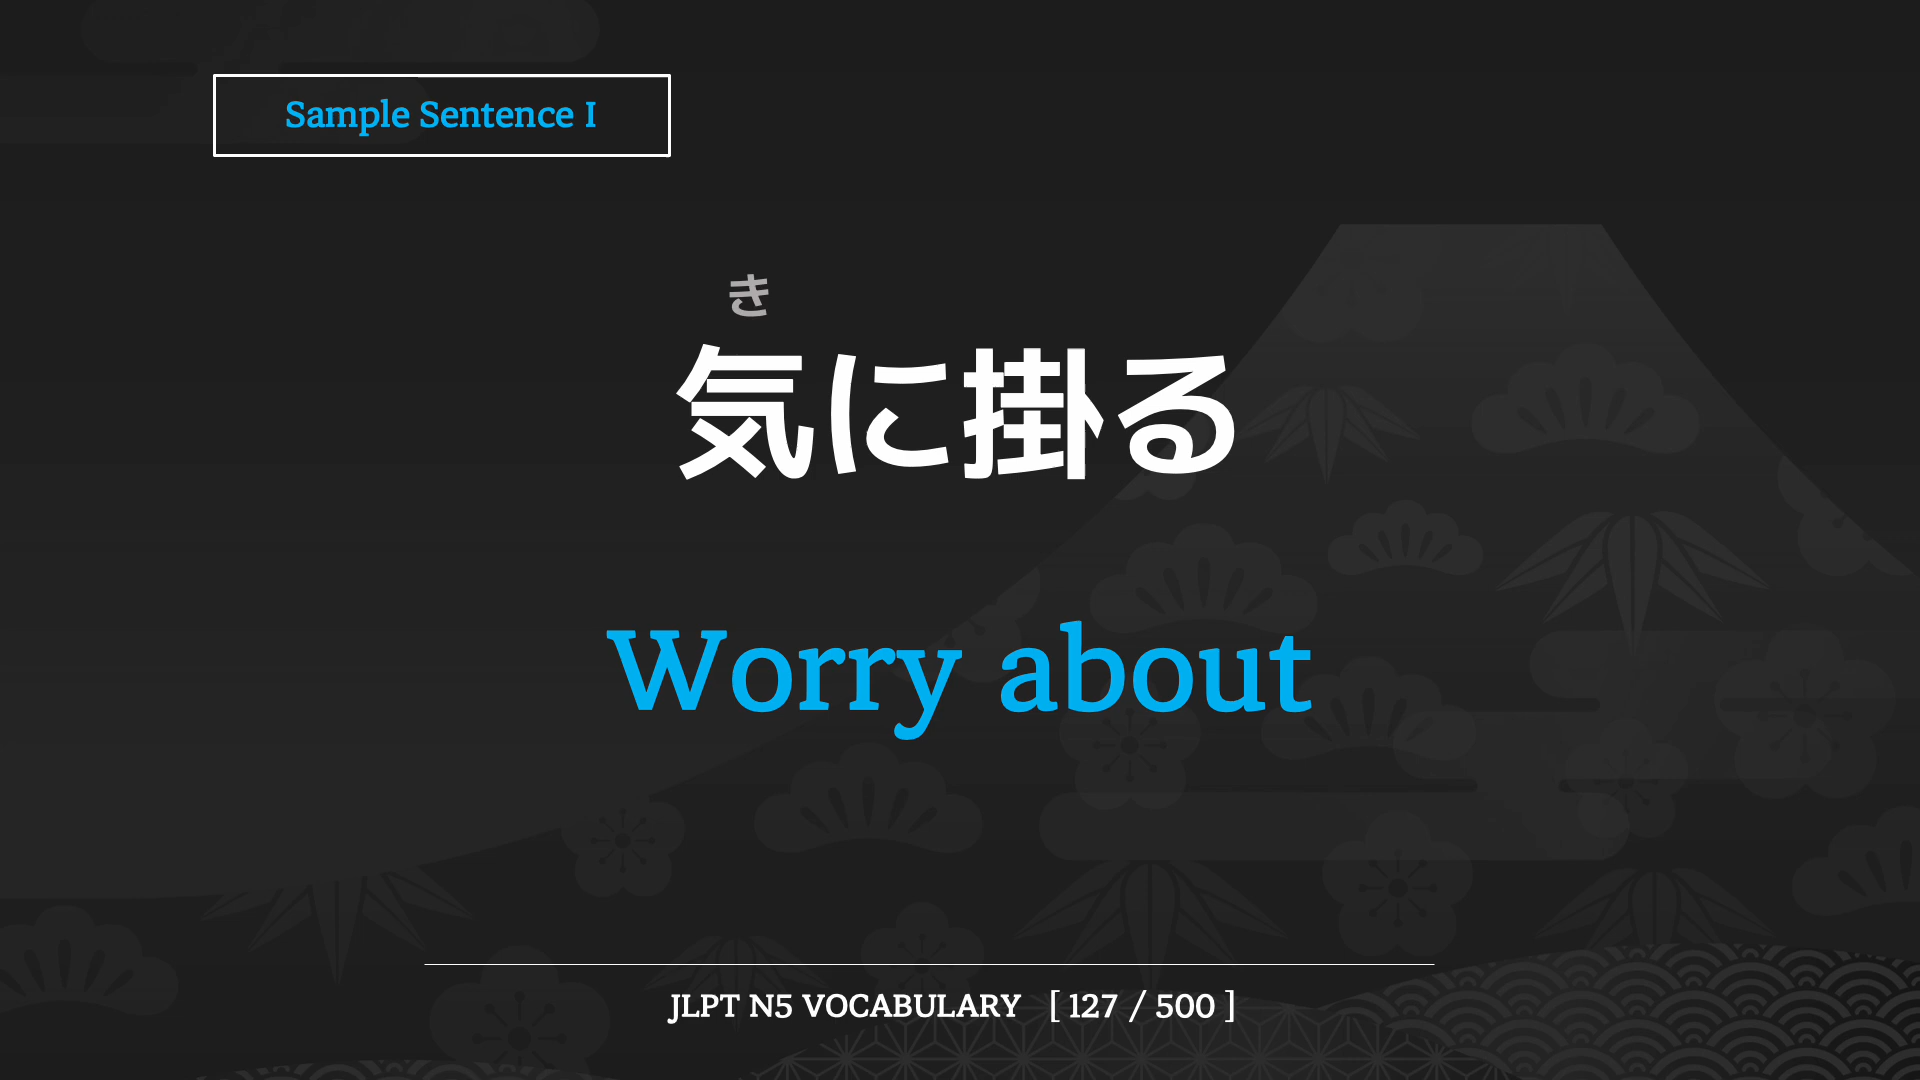 Sample Sentence I
き
気に掛る
Worry about
JLPT N5 VOCABULARY [ 127 / 500 ]